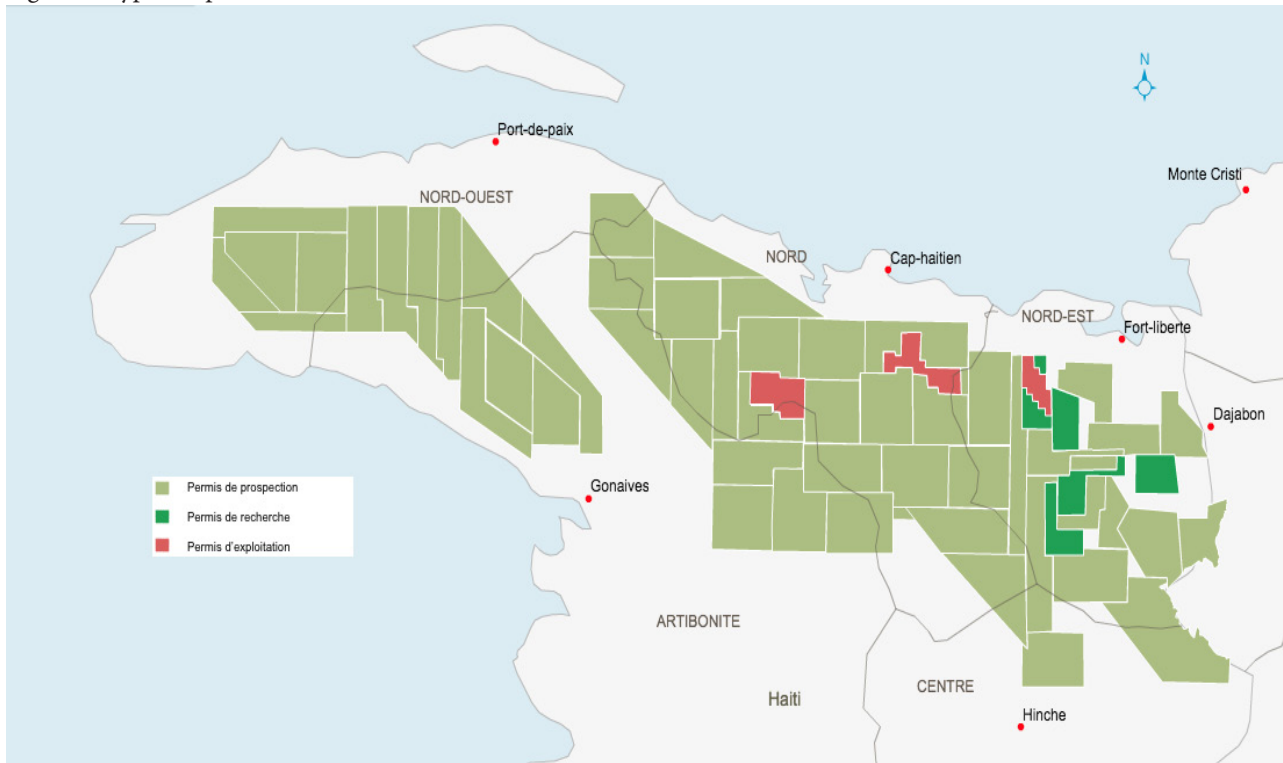 N
Port-de-paix
Monte Cristi
NORD-OUEST
NORD
Cap-haitien
NORD-EST
Fort-liberte
Dajabon
Gonaives
Permis de prospection
Permis de recherche
Permis d'exploitation
ARTIBONITE
CENTRE
Haiti
Hinche